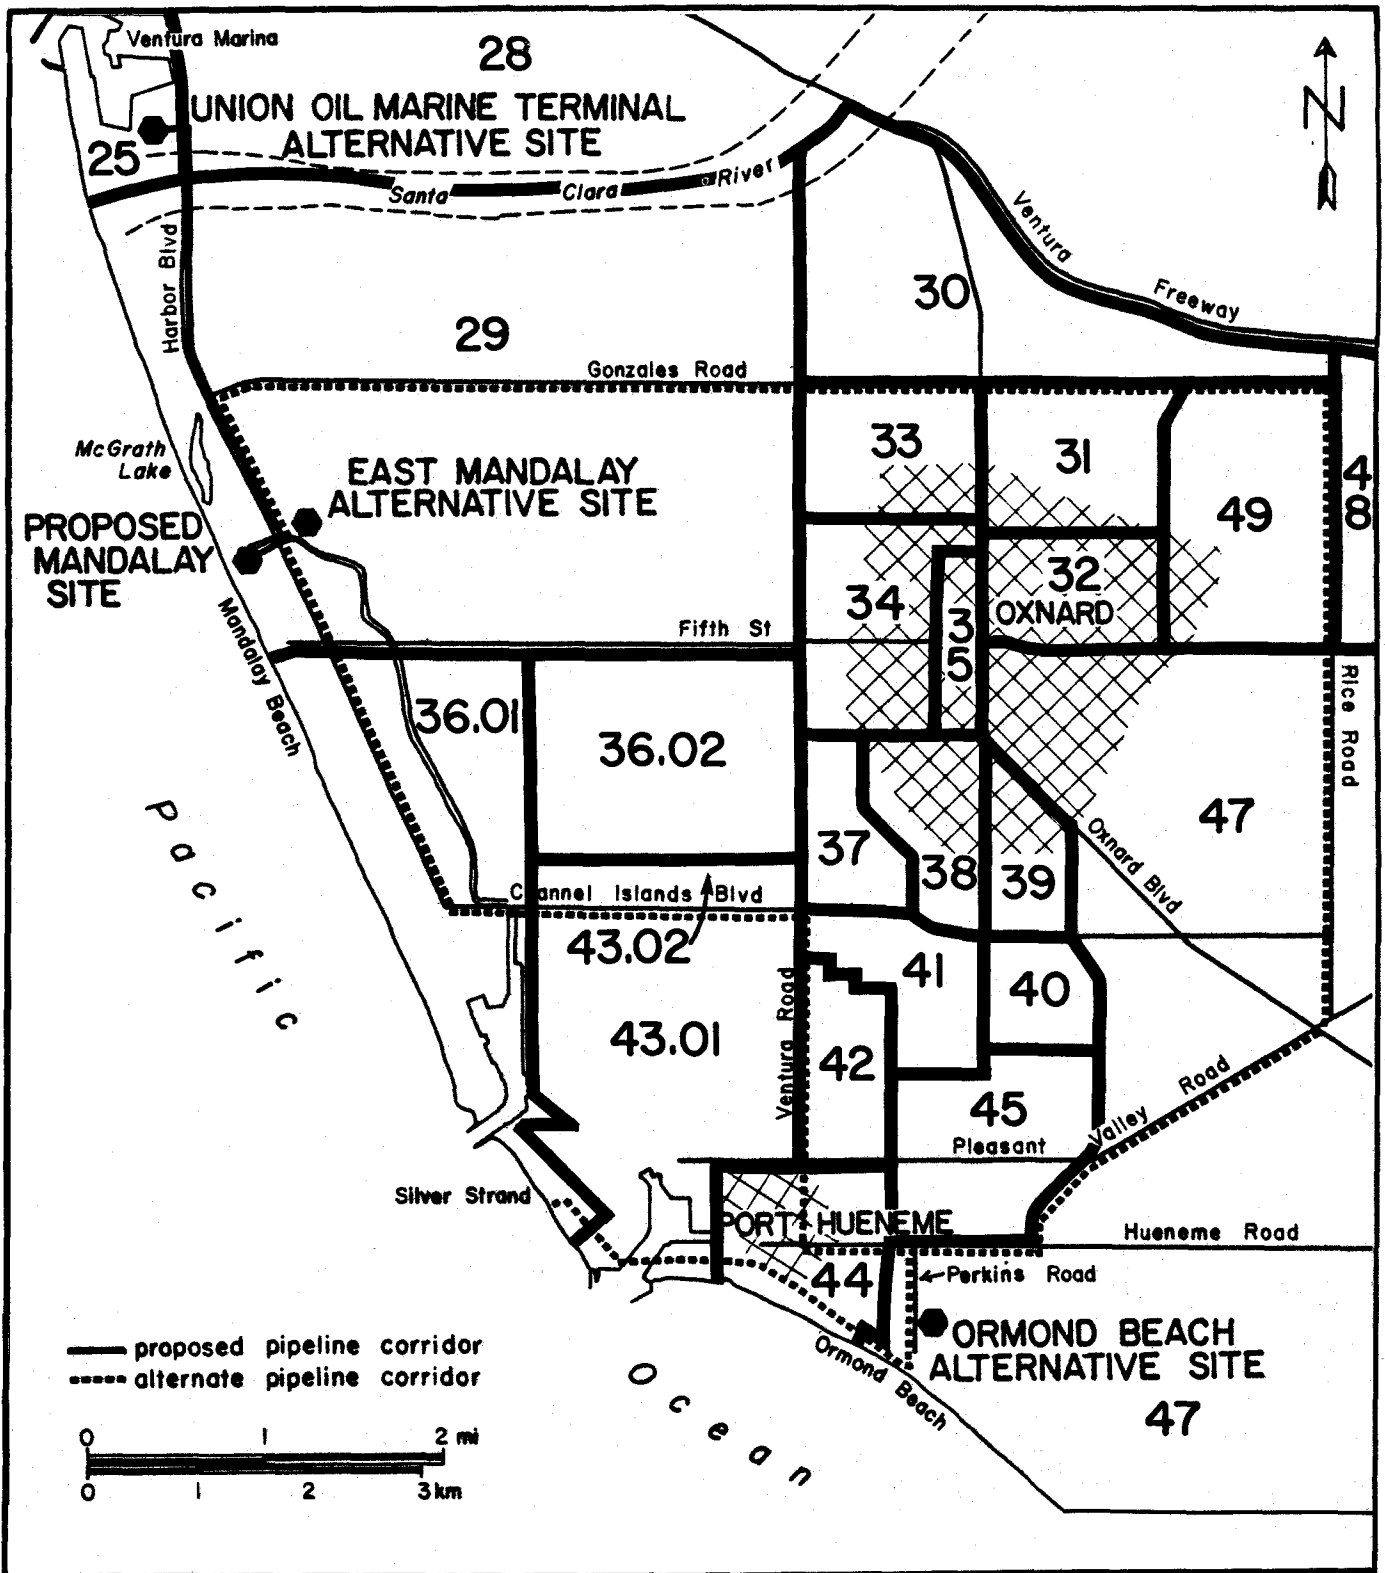 Ventura Marina
28
UNION OIL MARINE TERMINAL
ALTERNATIVE SITE
N
25
Santa Clara River
Harbor Blvd
Ventura Freeway
30
29
Gonzales Road
McGrath
Lake
33
31
48
49
EAST MANDALAY
ALTERNATIVE SITE
PROPOSED
MANDALAY
SITE
32
34
OXNARD
35
Mandalay Beach
Fifth St
Rice Road
36.01
36.02
47
Pacific
37
38
39
Oxnard Blvd
Channel Islands Blvd
43.02
41
40
Ventura Road
43.01
42
45
Valley Road
Pleasant
Silver Strand
PORT HUENEME
Hueneme Road
44
Perkins Road
ORMOND BEACH
ALTERNATIVE SITE
Ormond Beach
47
Ocean
proposed pipeline corridor
alternate pipeline corridor
0 1 2 mi
0 1 2 3 km